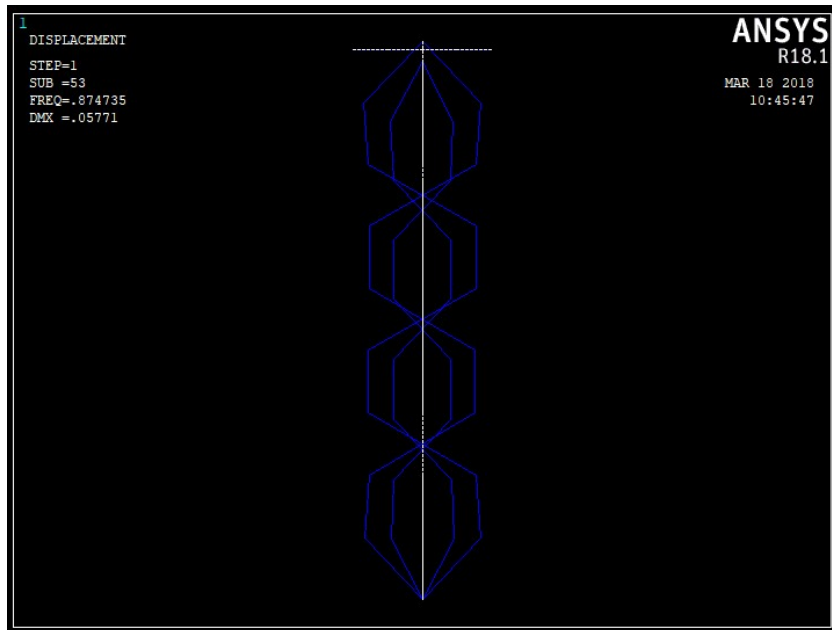 1
DISPLACEMENT
STEP=1
SUB =53
FREQ=.874735
DMX =.05771
ANSYS
R18.1
MAR 18 2018
10:45:47